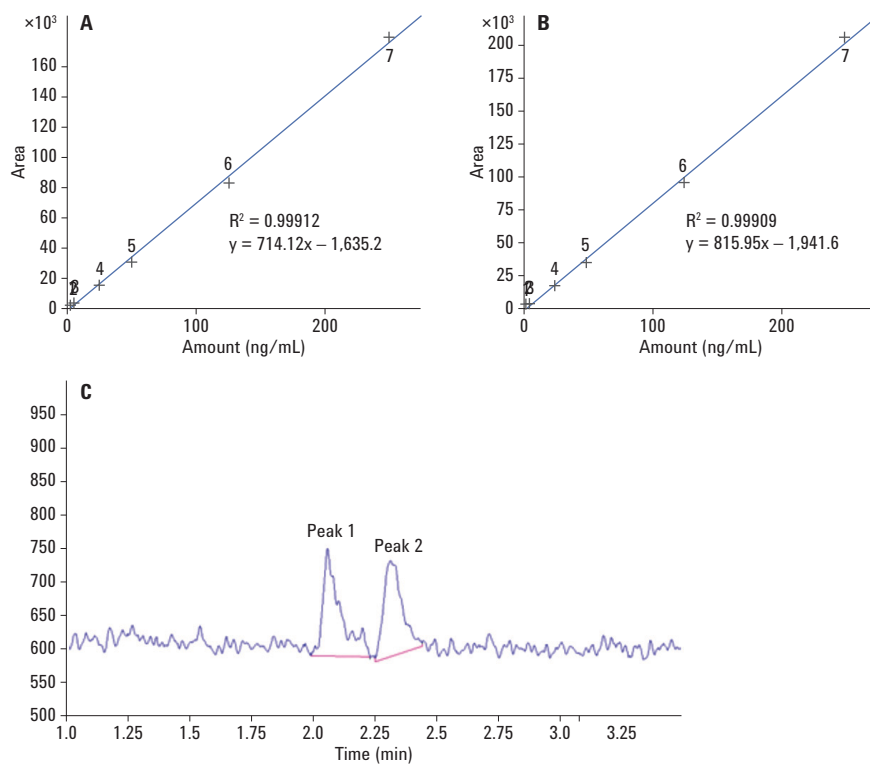 A
×10³
160
140
120
100
80
60
40
20
0
Area
1
2
3
4
5
6
7
R² = 0.99912
y = 714.12x – 1,635.2
0 100 200
Amount (ng/mL)
B
×10³
200
175
150
125
100
75
50
25
0
Area
1
2
3
4
5
6
7
R² = 0.99909
y = 815.95x – 1,941.6
0 100 200
Amount (ng/mL)
C
950
900
850
800
750
700
650
600
550
500
Peak 1
Peak 2
1.0 1.25 1.5 1.75 2.0 2.25 2.5 2.75 3.0 3.25
Time (min)